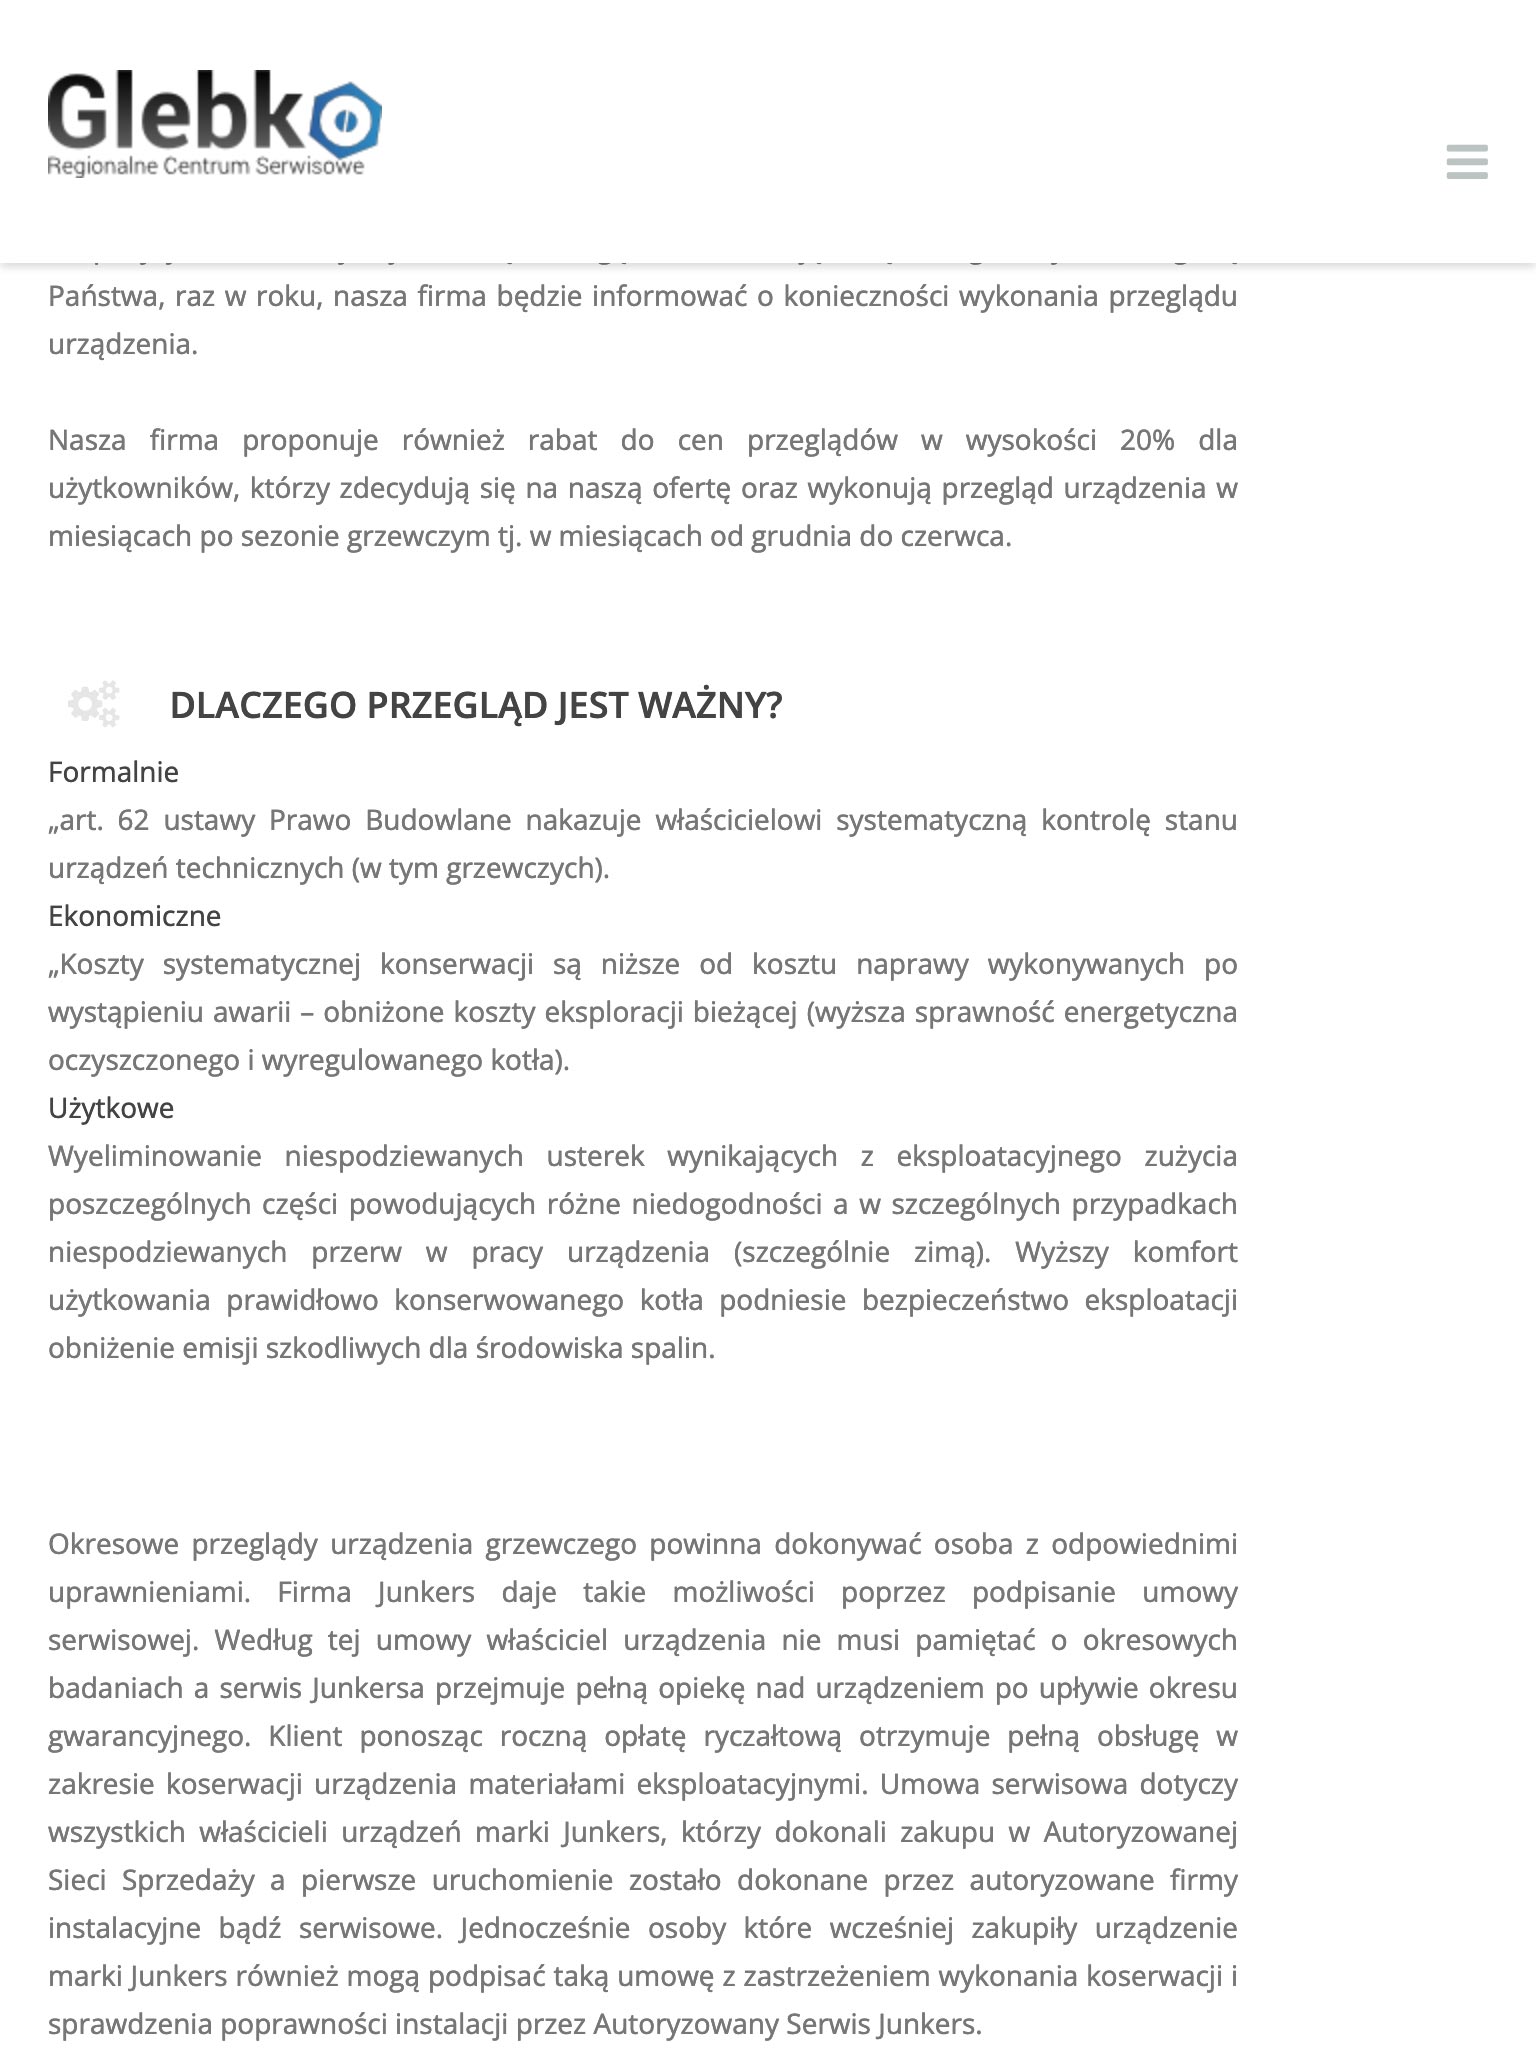 Glebko
Regionalne Centrum Serwisowe
Państwa, raz w roku, nasza firma będzie informować o konieczności wykonania przeglądu
urządzenia.
Nasza firma proponuje również rabat do cen przeglądów w wysokości 20% dla
użytkowników, którzy zdecydują się na naszą ofertę oraz wykonują przegląd urządzenia w
miesiącach po sezonie grzewczym tj. w miesiącach od grudnia do czerwca.
DLACZEGO PRZEGLĄD JEST WAŻNY?
Formalnie
„art. 62 ustawy Prawo Budowlane nakazuje właścicielowi systematyczną kontrolę stanu
urządzeń technicznych (w tym grzewczych).
Ekonomiczne
„Koszty systematycznej konserwacji są niższe od kosztu naprawy wykonywanych po
wystąpieniu awarii – obniżone koszty eksploracji bieżącej (wyższa sprawność energetyczna
oczyszczonego i wyregulowanego kotła).
Użytkowe
Wyeliminowanie niespodziewanych usterek wynikających z eksploatacyjnego zużycia
poszczególnych części powodujących różne niedogodności a w szczególnych przypadkach
niespodziewanych przerw w pracy urządzenia (szczególnie zimą). Wyższy komfort
użytkowania prawidłowo konserwowanego kotła podniesie bezpieczeństwo eksploatacji
obniżenie emisji szkodliwych dla środowiska spalin.
Okresowe przeglądy urządzenia grzewczego powinna dokonywać osoba z odpowiednimi
uprawnieniami. Firma Junkers daje takie możliwości poprzez podpisanie umowy
serwisowej. Według tej umowy właściciel urządzenia nie musi pamiętać o okresowych
badaniach a serwis Junkersa przejmuje pełną opiekę nad urządzeniem po upływie okresu
gwarancyjnego. Klient ponosząc roczną opłatę ryczałtową otrzymuje pełną obsługę w
zakresie koserwacji urządzenia materiałami eksploatacyjnymi. Umowa serwisowa dotyczy
wszystkich właścicieli urządzeń marki Junkers, którzy dokonali zakupu w Autoryzowanej
Sieci Sprzedaży a pierwsze uruchomienie zostało dokonane przez autoryzowane firmy
instalacyjne bądź serwisowe. Jednocześnie osoby które wcześniej zakupiły urządzenie
marki Junkers również mogą podpisać taką umowę z zastrzeżeniem wykonania koserwacji i
sprawdzenia poprawności instalacji przez Autoryzowany Serwis Junkers.